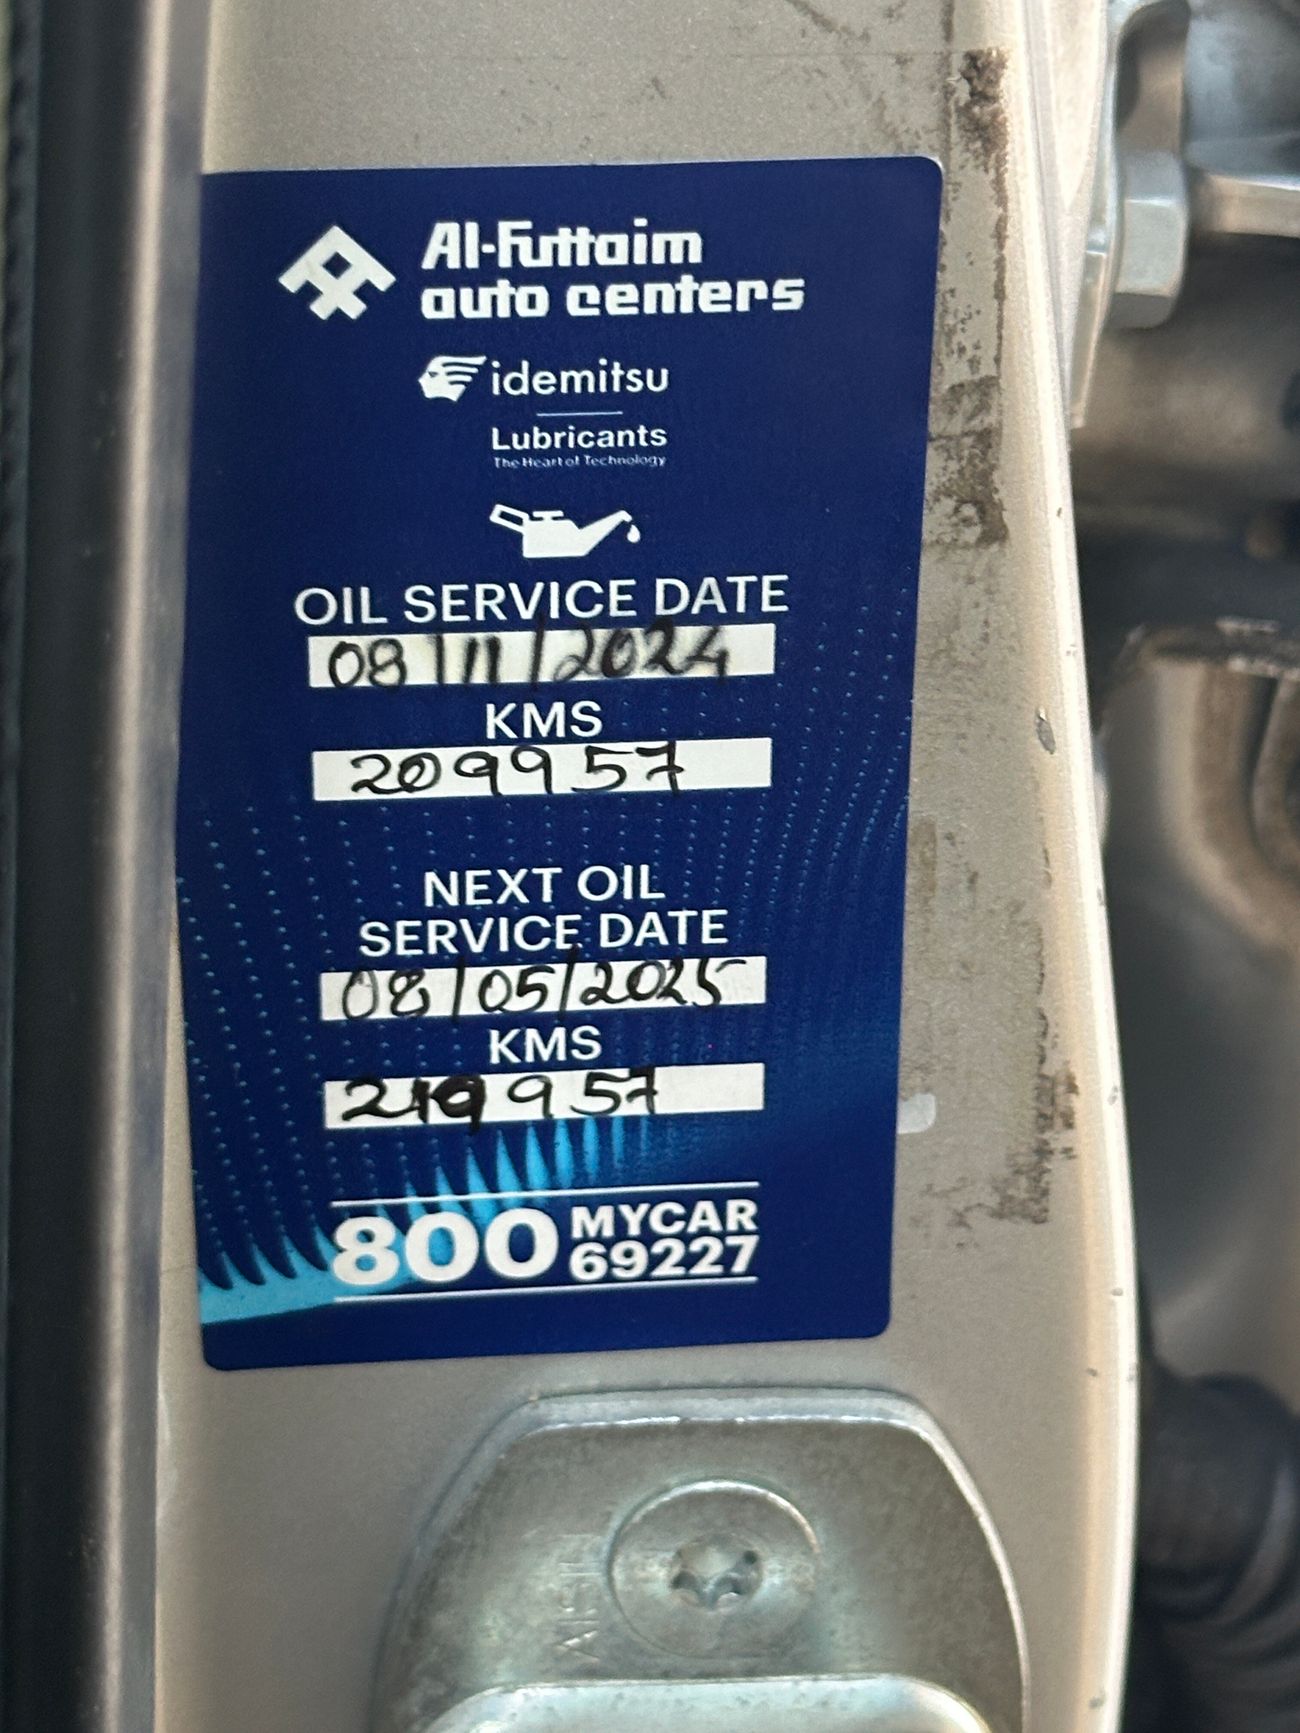 Al-Futtaim
auto centers
idemitsu
Lubricants
The Heart of Technology
OIL SERVICE DATE
08/11/2024
KMS
209957
NEXT OIL
SERVICE DATE
08/05/2025
KMS
219957
800 MYCAR
69227
AISIN